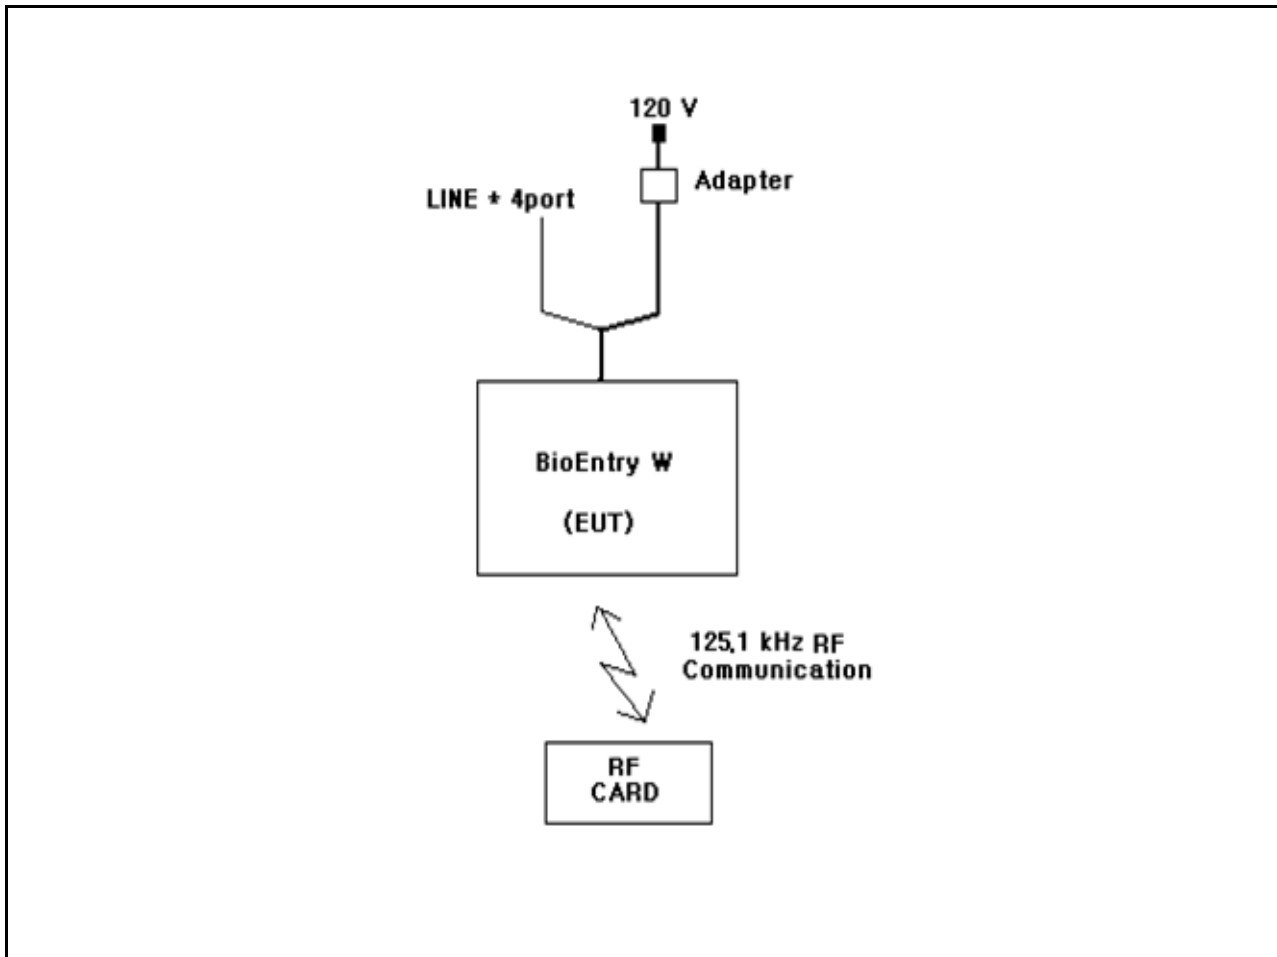 120 V
Adapter
LINE * 4port
BioEntry W
(EUT)
125.1 kHz RF
Communication
RF
CARD